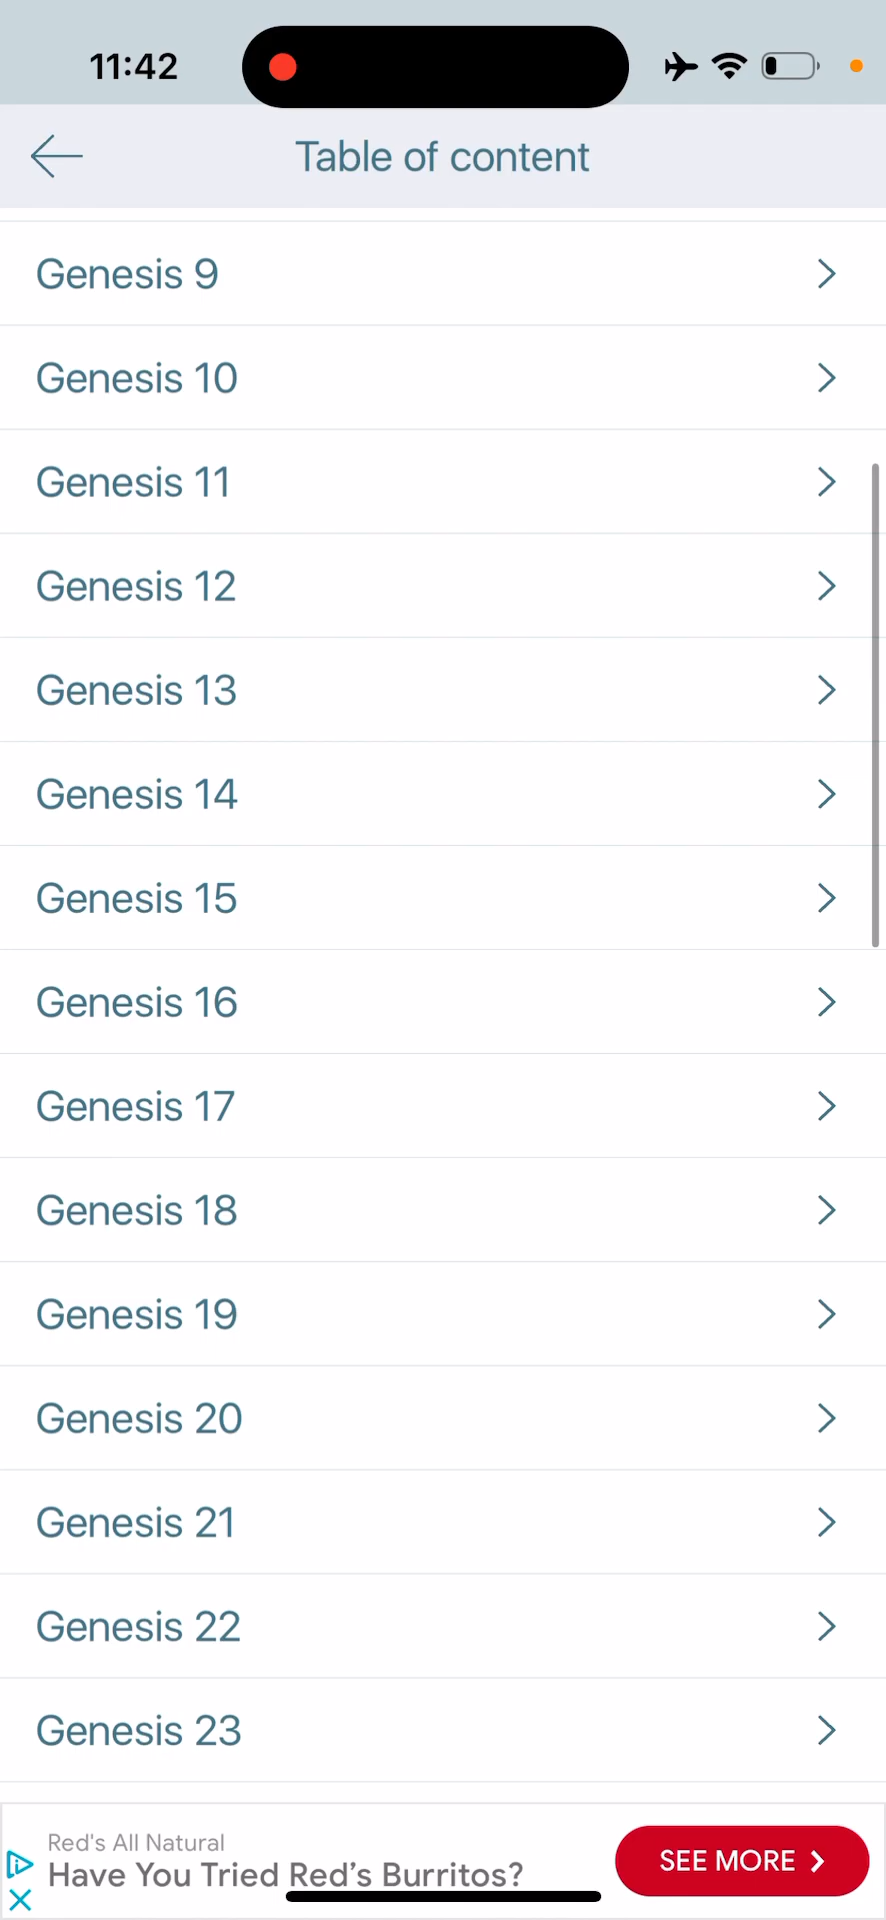 11:42
Table of content
Genesis 9
Genesis 10
Genesis 11
Genesis 12
Genesis 13
Genesis 14
Genesis 15
Genesis 16
Genesis 17
Genesis 18
Genesis 19
Genesis 20
Genesis 21
Genesis 22
Genesis 23
Red's All Natural
Have You Tried Red's Burritos?
SEE MORE